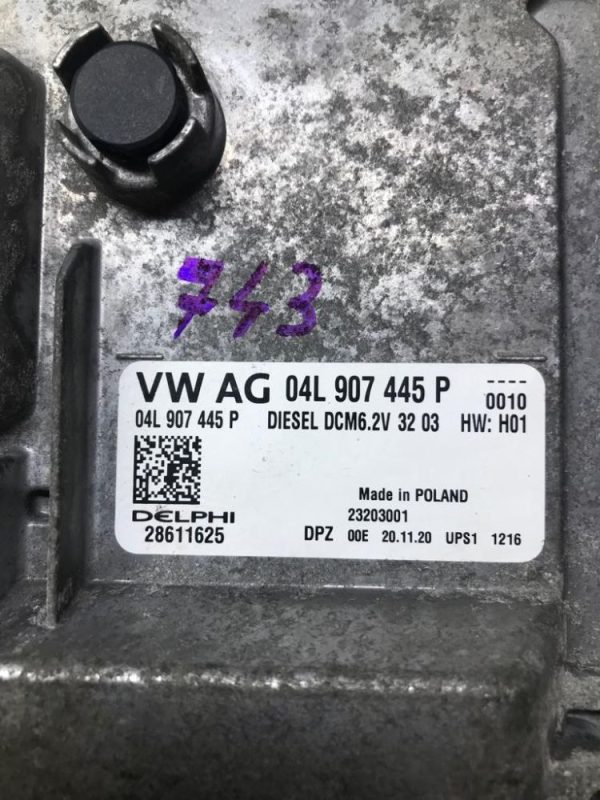 743
VW AG 04L 907 445 P ----
0010
04L 907 445 P DIESEL DCM6.2V 32 03 HW: H01
Made in POLAND
DELPHI 23203001
28611625 DPZ 00E 20.11.20 UPS1 1216